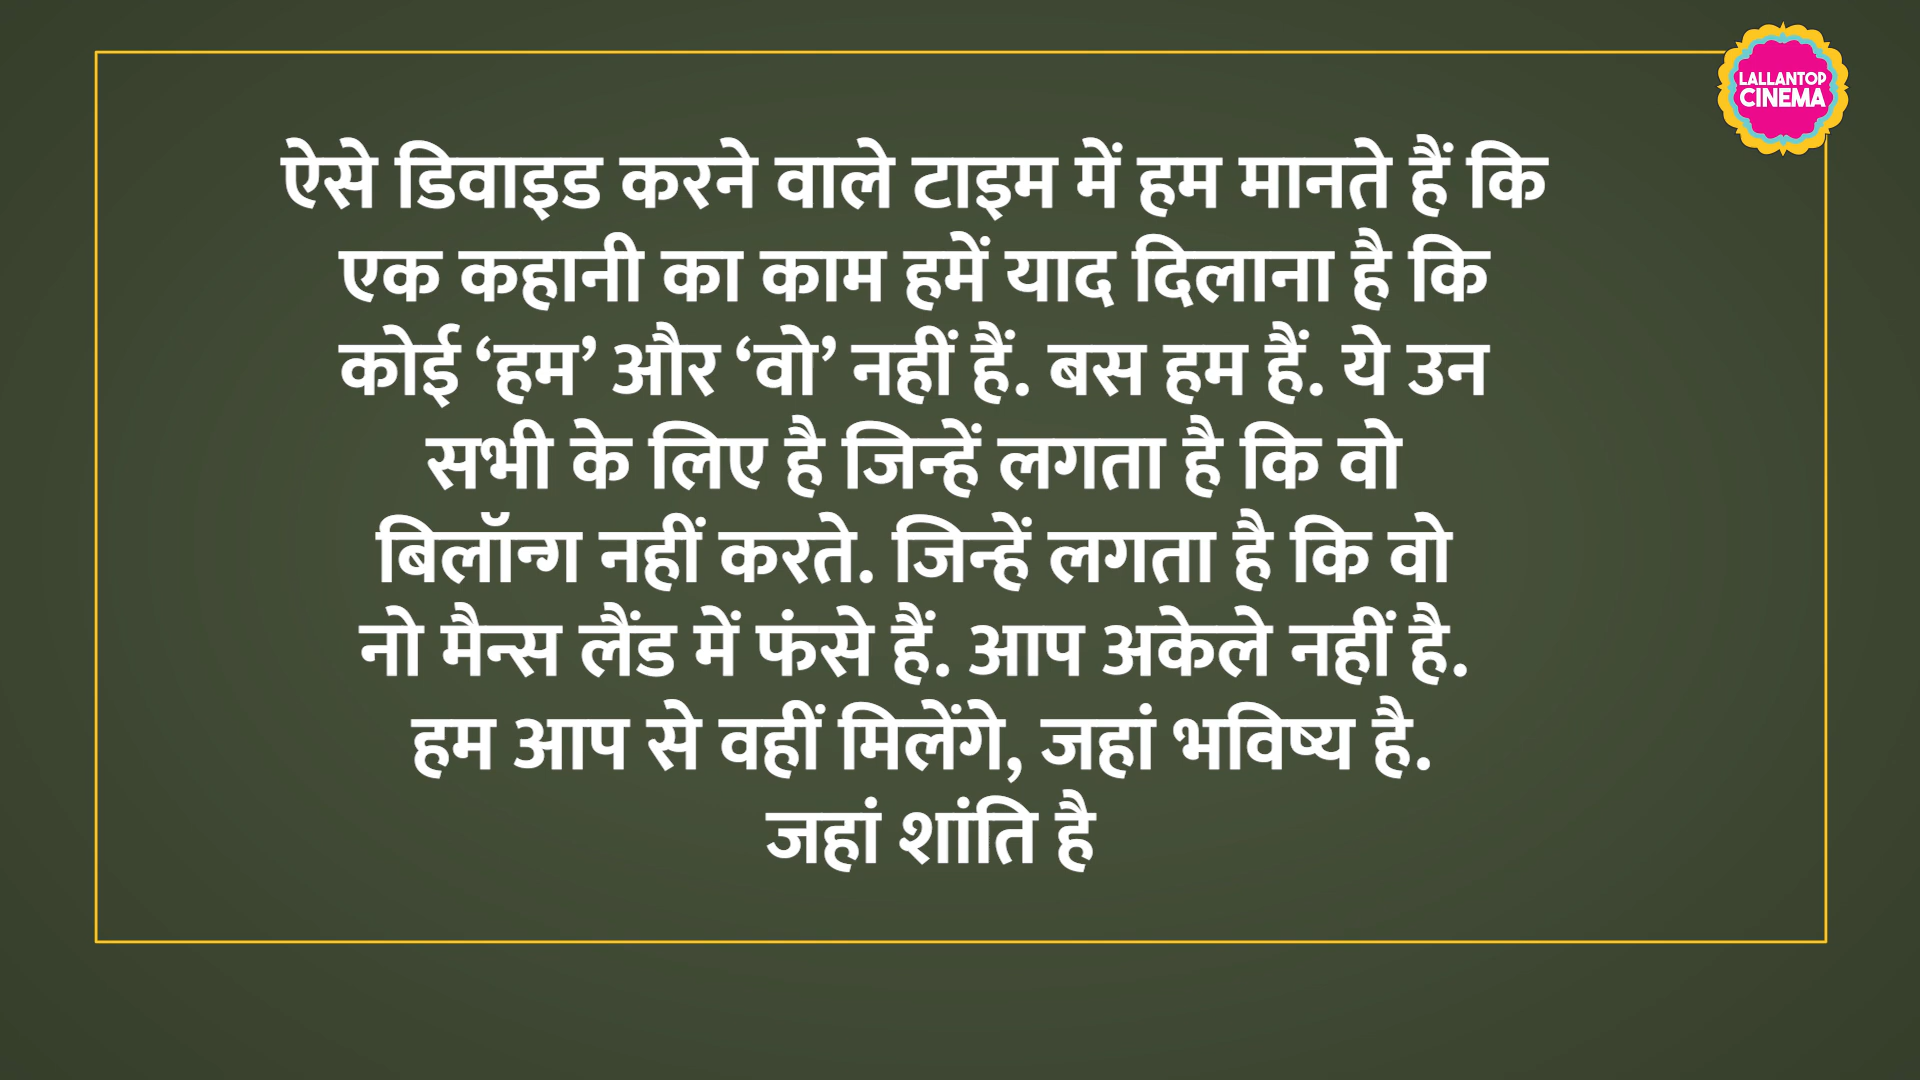 LALLANTOP
CINEMA
ऐसे डिवाइड करने वाले टाइम में हम मानते हैं कि
एक कहानी का काम हमें याद दिलाना है कि
कोई ‘हम’ और ‘वो’ नहीं हैं. बस हम हैं. ये उन
सभी के लिए है जिन्हें लगता है कि वो
बिलॉन्ग नहीं करते. जिन्हें लगता है कि वो
नो मैन्स लैंड में फंसे हैं. आप अकेले नहीं है.
हम आप से वहीं मिलेंगे, जहां भविष्य है.
जहां शांति है